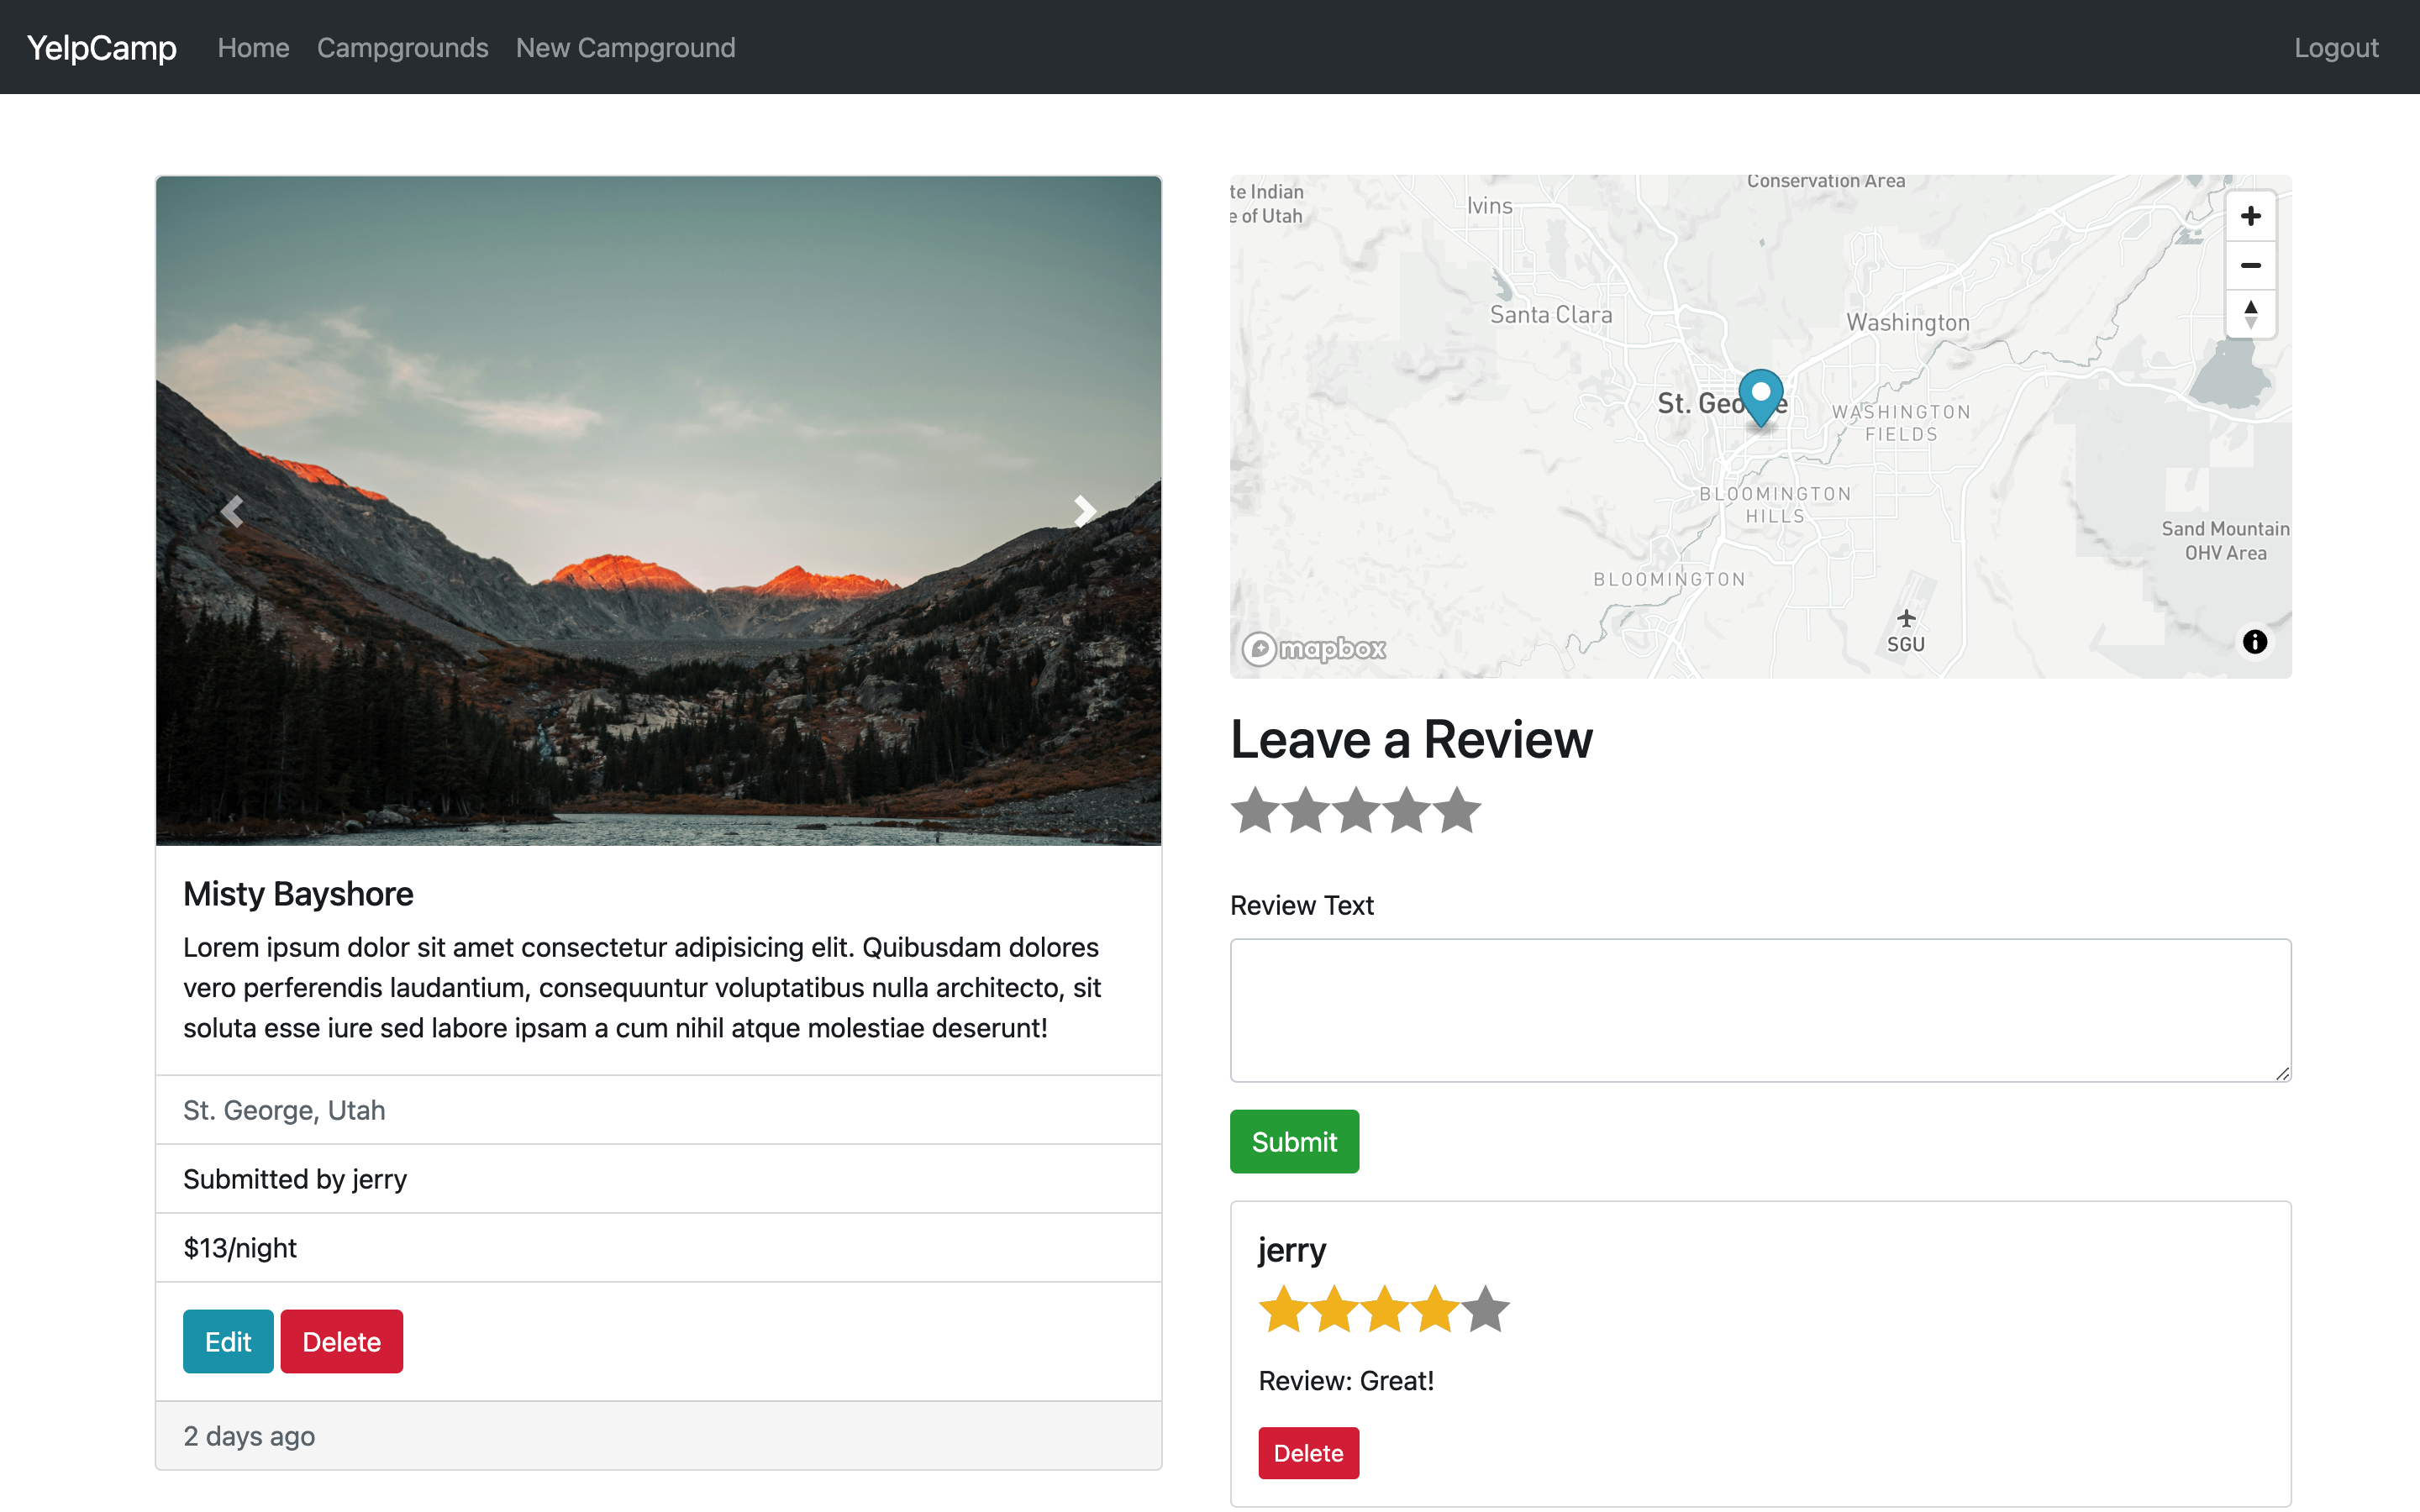 YelpCamp Home Campgrounds New Campground Logout
Misty Bayshore
Lorem ipsum dolor sit amet consectetur adipisicing elit. Quibusdam dolores
vero perferendis laudantium, consequuntur voluptatibus nulla architecto, sit
soluta esse iure sed labore ipsam a cum nihil atque molestiae deserunt!
St. George, Utah
Submitted by jerry
$13/night
Edit Delete
2 days ago
Conservation Area
te Indian
e of Utah
Ivins
Santa Clara
Washington
St. Geo e
WASHINGTON
FIELDS
BLOOMINGTON
HILLS
Sand Mountain
OHV Area
BLOOMINGTON
SGU
mapbox
Leave a Review
Review Text
Submit
jerry
Review: Great!
Delete